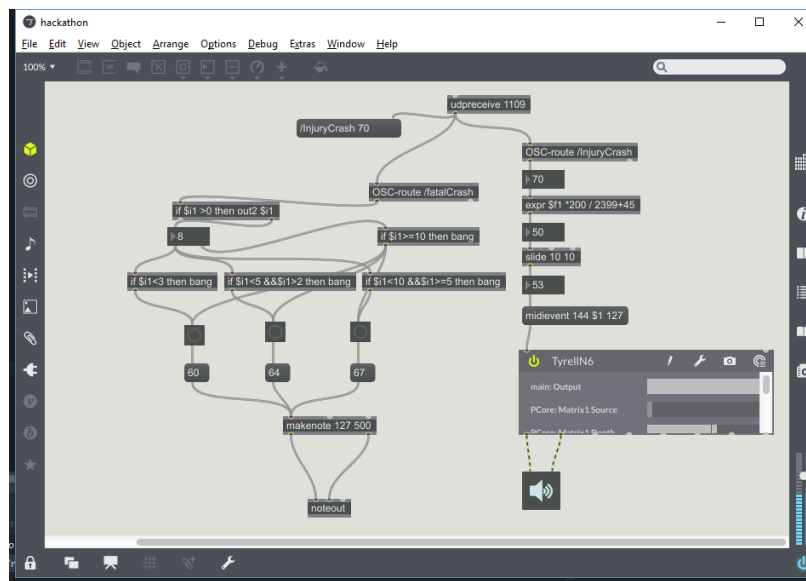 hackathon
File Edit View Object Arrange Options Debug Extras Window Help
100%
udpreceive 1109
/InjuryCrash 70
OSC-route /InjuryCrash
70
OSC-route /fatalCrash
expr $f1 *200 / 2399+45
if $i1 >0 then out2 $i1
50
8
if $i1>=10 then bang
slide 10 10
if $i1<3 then bang
if $i1<5 &&$i1>2 then bang
if $i1<10 &&$i1>=5 then bang
53
midievent 144 $1 127
TyrellN6
60
64
67
main: Output
PCore: Matrix1 Source
PCore: Matrix1 Depth
makenote 127 500
noteout